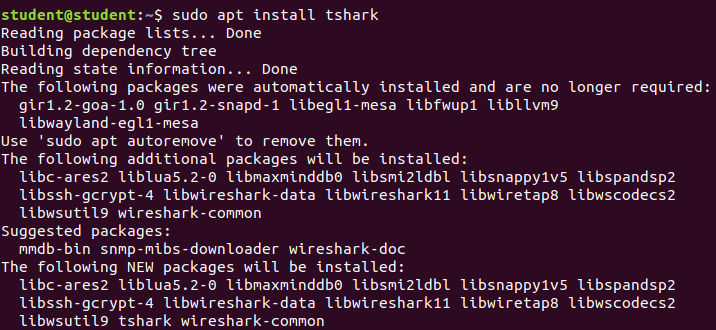 student@student:~$ sudo apt install tshark
Reading package lists... Done
Building dependency tree
Reading state information... Done
The following packages were automatically installed and are no longer required:
  gir1.2-goa-1.0 gir1.2-snapd-1 libegl1-mesa libfwup1 libllvm9
  libwayland-egl1-mesa
Use 'sudo apt autoremove' to remove them.
The following additional packages will be installed:
  libc-ares2 liblua5.2-0 libmaxminddb0 libsmi2ldbl libsnappy1v5 libspandsp2
  libssh-gcrypt-4 libwireshark-data libwireshark11 libwiretap8 libwscodecs2
  libwsutil9 wireshark-common
Suggested packages:
  mmdb-bin snmp-mibs-downloader wireshark-doc
The following NEW packages will be installed:
  libc-ares2 liblua5.2-0 libmaxminddb0 libsmi2ldbl libsnappy1v5 libspandsp2
  libssh-gcrypt-4 libwireshark-data libwireshark11 libwiretap8 libwscodecs2
  libwsutil9 tshark wireshark-common